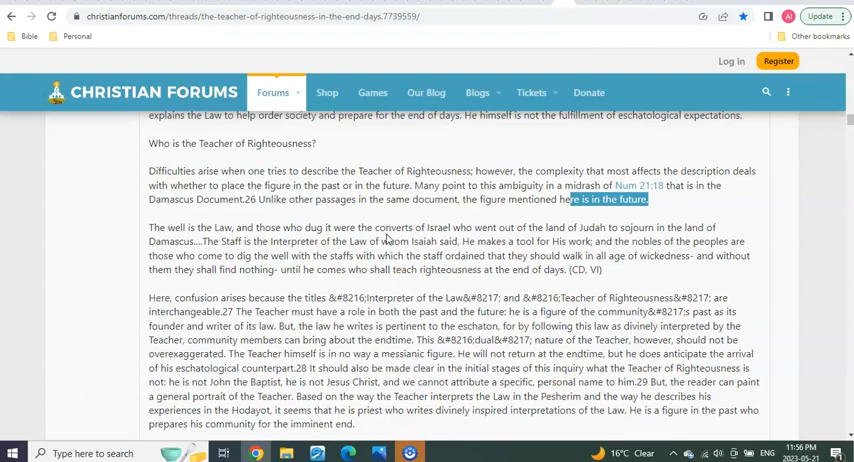 christianforums.com/threads/the-teacher-of-righteousness-in-the-end-days.7739559/
AI
Update
Bible
Personal
Other bookmarks
Log in
Register
CHRISTIAN FORUMS
Forums
Shop
Games
Our Blog
Blogs
Tickets
Donate
explains the Law to help order society and prepare for the end of days. He himself is not the fulfillment of eschatological expectations.
Who is the Teacher of Righteousness?
Difficulties arise when one tries to describe the Teacher of Righteousness; however, the complexity that most affects the description deals
with whether to place the figure in the past or in the future. Many point to this ambiguity in a midrash of Num 21:18 that is in the
Damascus Document.26 Unlike other passages in the same document, the figure mentioned here is in the future.
The well is the Law, and those who dug it were the converts of Israel who went out of the land of Judah to sojourn in the land of
Damascus....The Staff is the Interpreter of the Law of whom Isaiah said, He makes a tool for His work; and the nobles of the peoples are
those who come to dig the well with the staffs with which the staff ordained that they should walk in all age of wickedness- and without
them they shall find nothing- until he comes who shall teach righteousness at the end of days. (CD, VI)
Here, confusion arises because the titles &#8216;Interpreter of the Law&#8217; and &#8216;Teacher of Righteousness&#8217; are
interchangeable.27 The Teacher must have a role in both the past and the future: he is a figure of the community&#8217;s past as its
founder and writer of its law. But, the law he writes is pertinent to the eschaton, for by following this law as divinely interpreted by the
Teacher, community members can bring about the endtime. This &#8216;dual&#8217; nature of the Teacher, however, should not be
overexaggerated. The Teacher himself is in no way a messianic figure. He will not return at the endtime, but he does anticipate the arrival
of his eschatological counterpart.28 It should also be made clear in the initial stages of this inquiry what the Teacher of Righteousness is
not: he is not John the Baptist, he is not Jesus Christ, and we cannot attribute a specific, personal name to him.29 But, the reader can paint
a general portrait of the Teacher. Based on the way the Teacher interprets the Law in the Pesherim and the way he describes his
experiences in the Hodayot, it seems that he is priest who writes divinely inspired interpretations of the Law. He is a figure in the past who
prepares his community for the imminent end.
Type here to search
16°C Clear
ENG
11:56 PM
2023-05-21